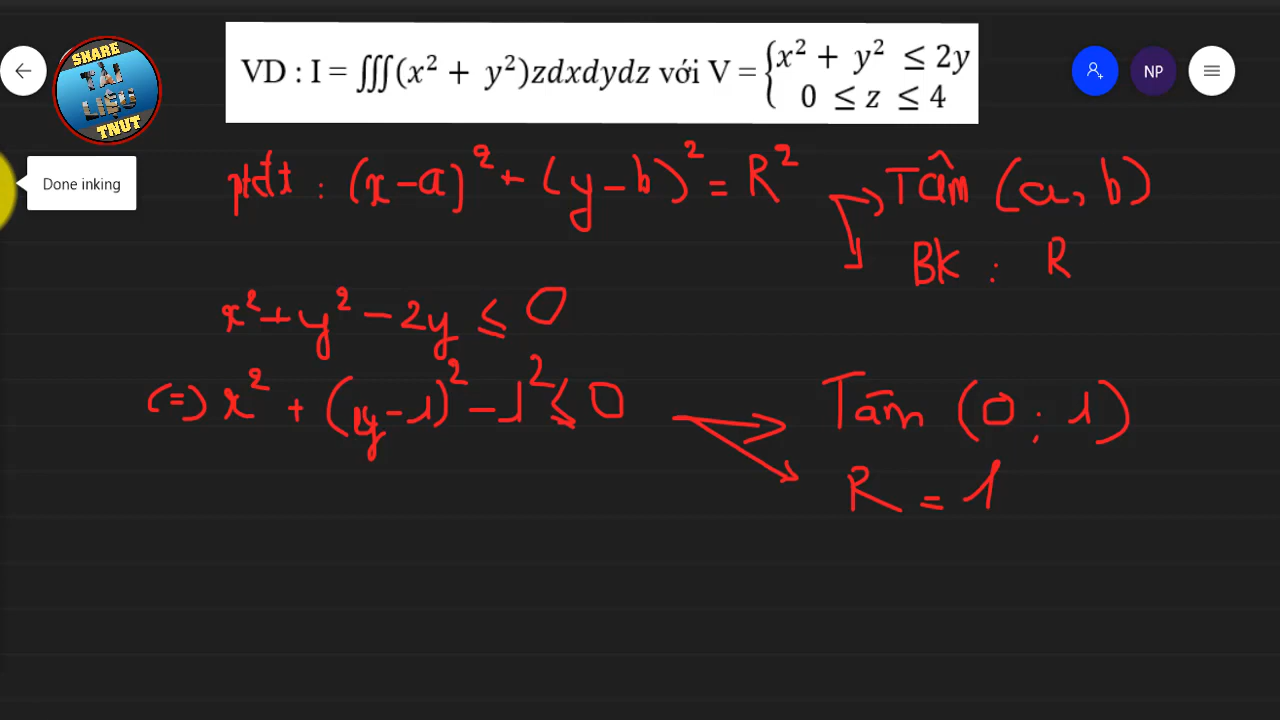 VD : I = ∭(x² + y²)zdxdydz với V = {x² + y² ≤ 2y
0 ≤ z ≤ 4
SHARE
TÀI
LIỆU
TNUT
NP
Done inking
ptđt : (x-a)² + (y-b)² = R²
Tâm (a, b)
BK : R
x² + y² - 2y ≤ 0
(=) x² + (y-1)² - 1² ≤ 0
Tâm (0 ; 1)
R = 1